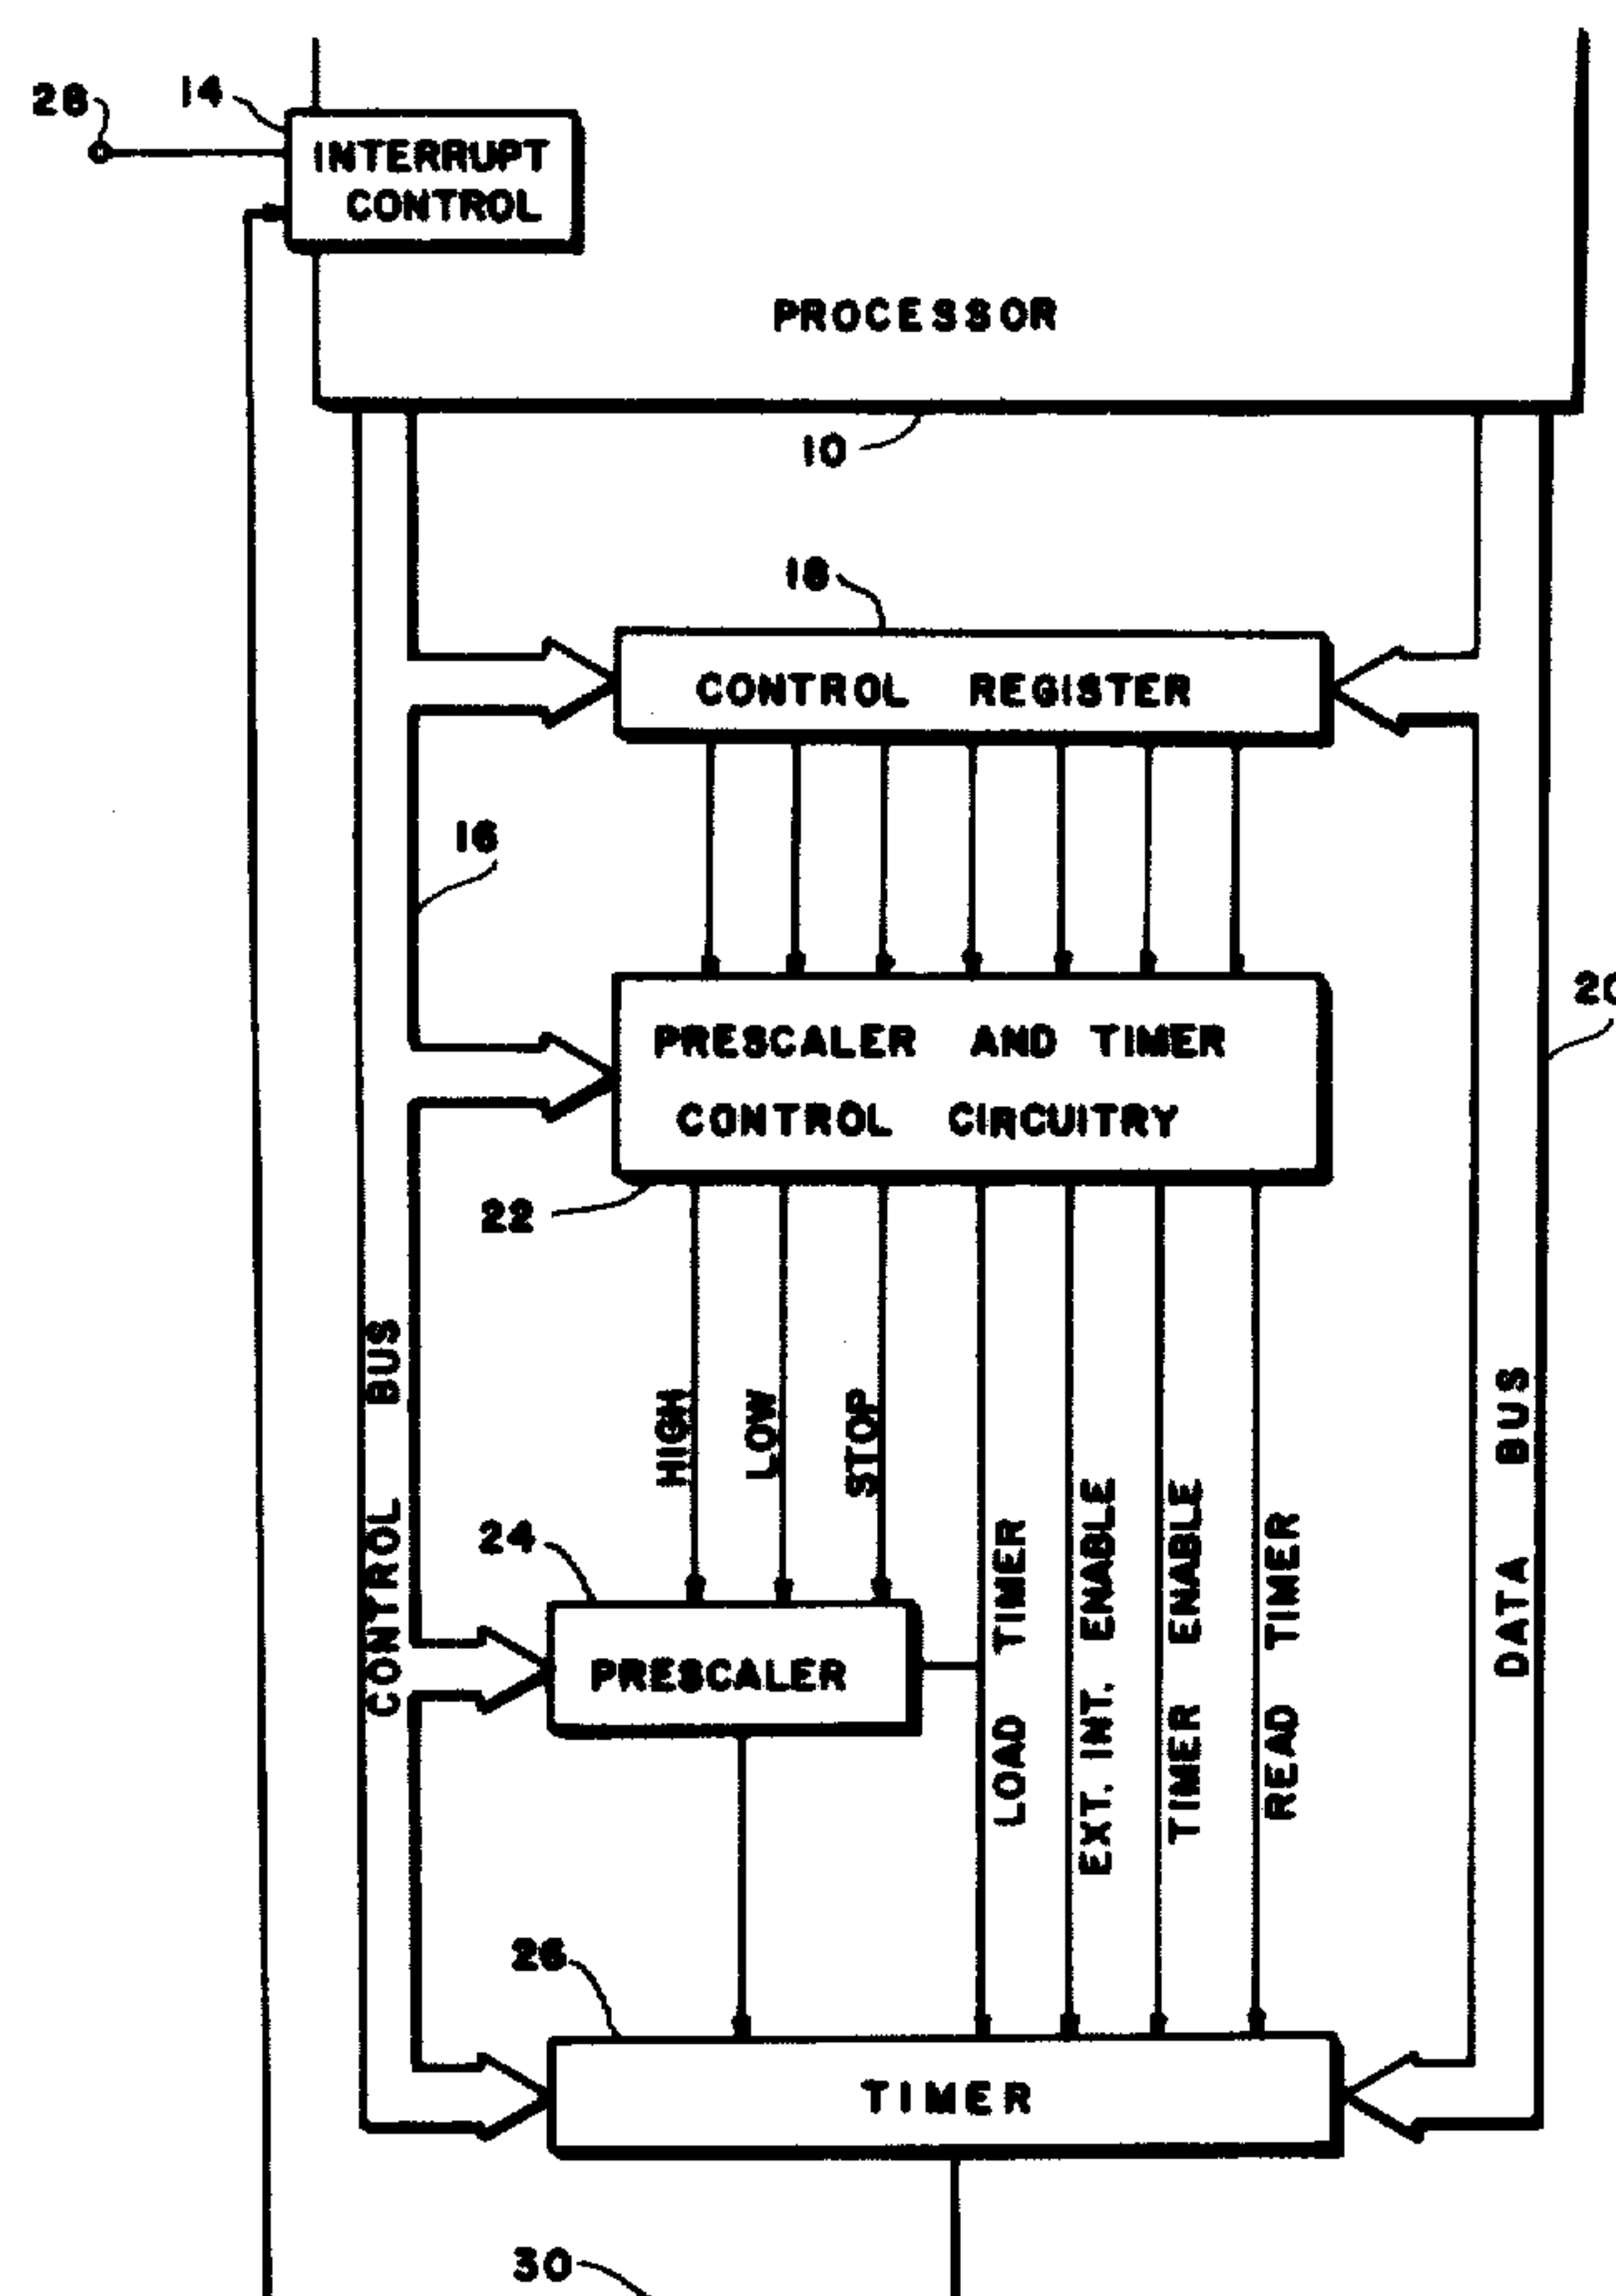 28
14
INTERRUPT
CONTROL
PROCESSOR
10
18
CONTROL REGISTER
16
PRESCALER AND TIMER
CONTROL CIRCUITRY
20
22
HIGH
LOW
STOP
CONTROL BUS
DATA BUS
24
PRESCALER
LOAD TIMER
EXT. INT. ENABLE
TIMER ENABLE
READ TIMER
26
TIMER
30